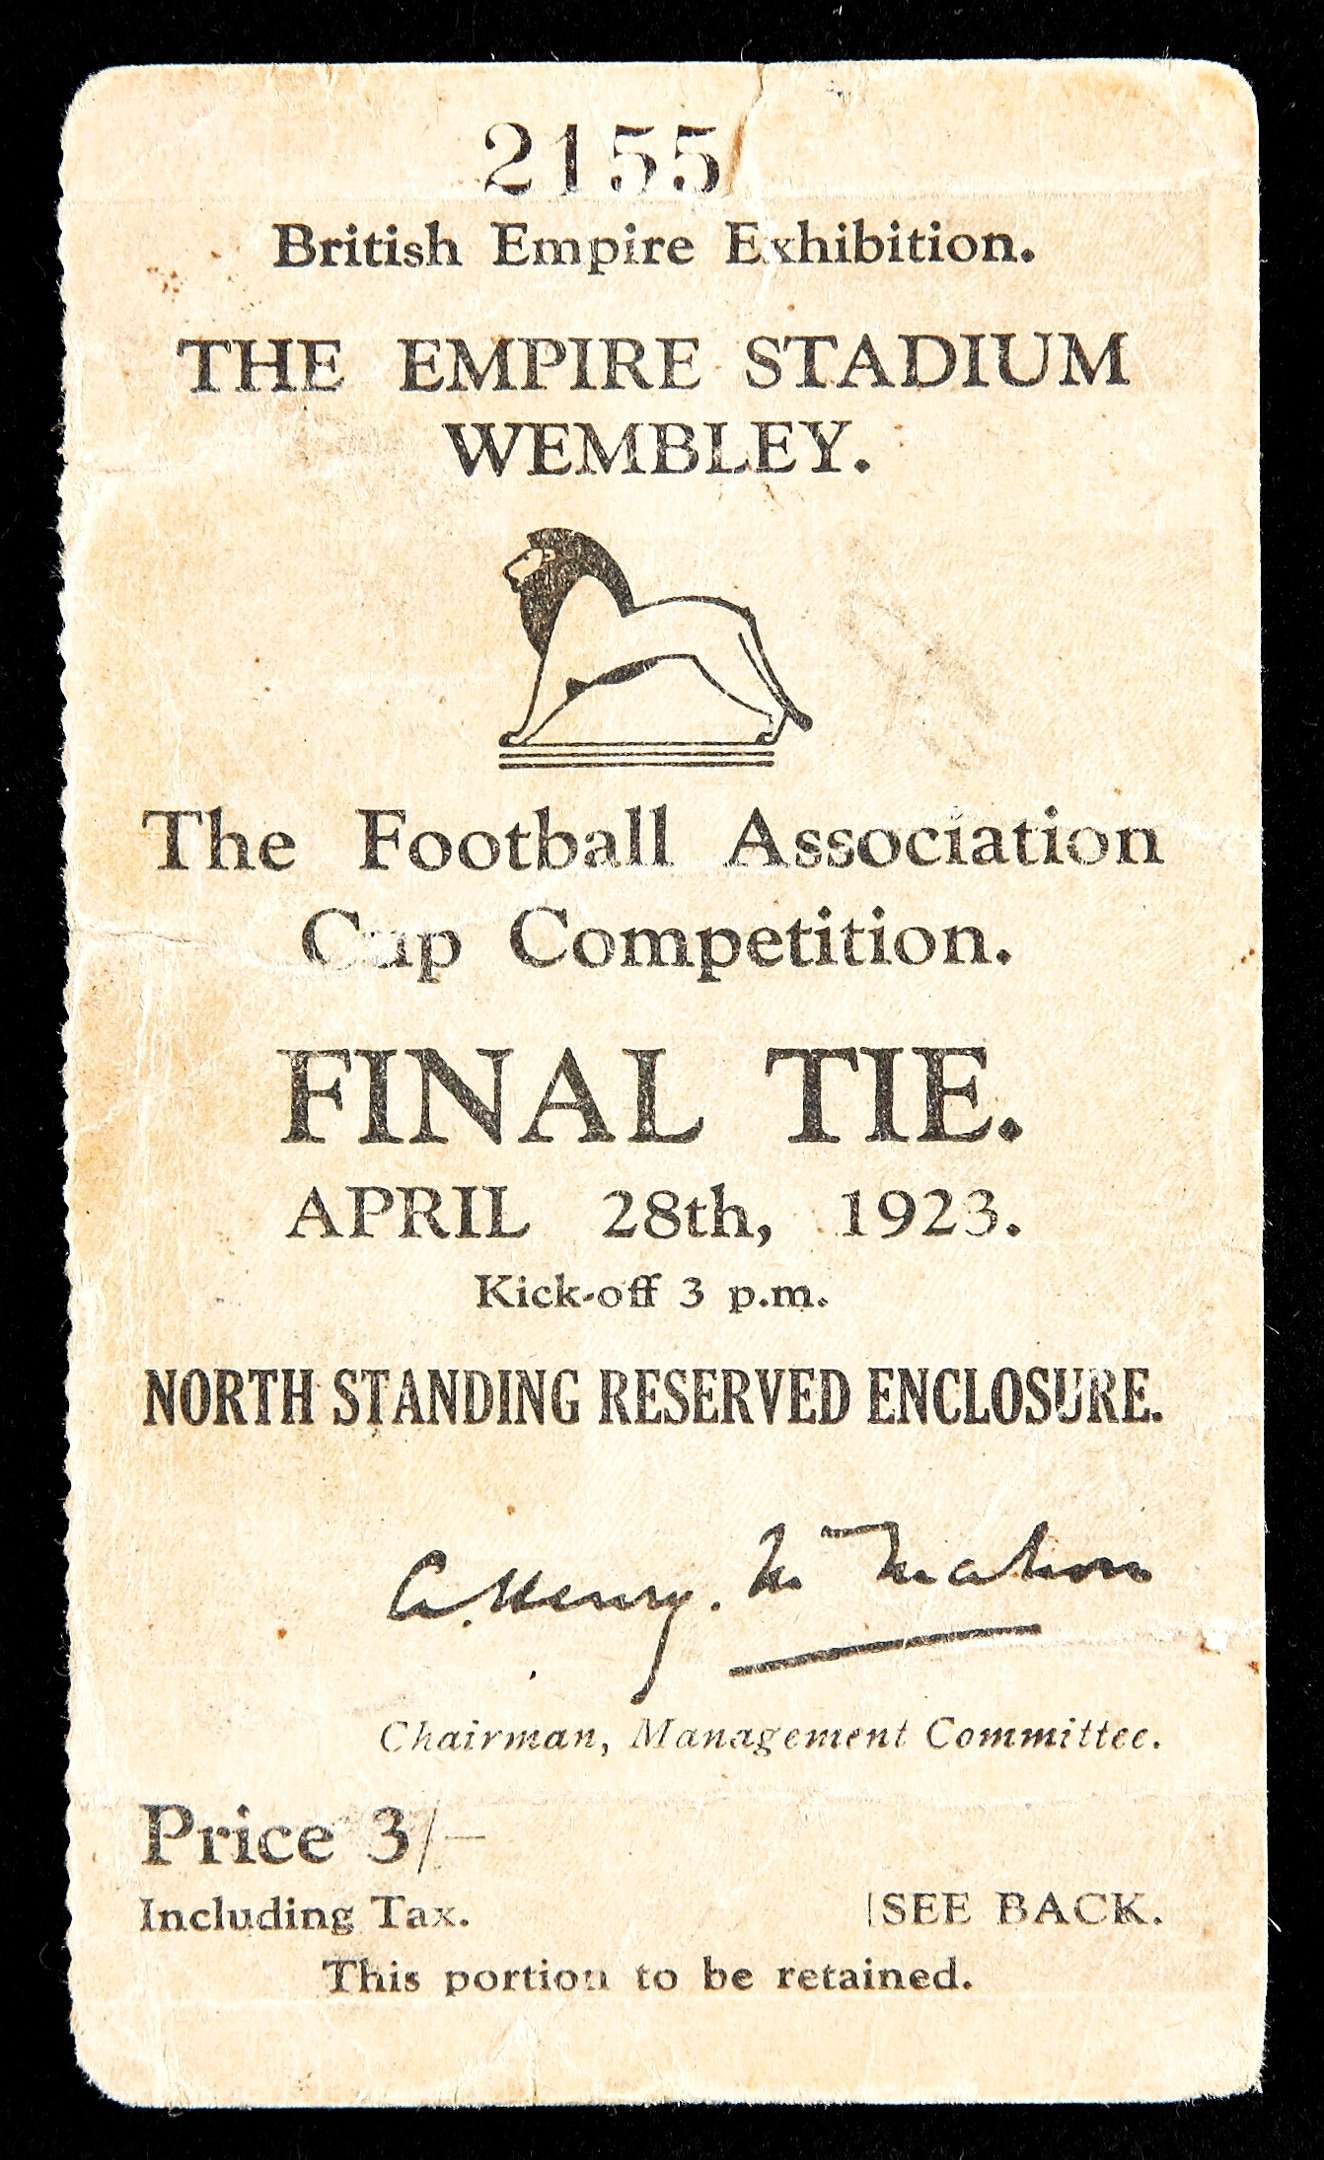 2155
British Empire Exhibition.
THE EMPIRE STADIUM
WEMBLEY.
The Football Association
Cup Competition.
FINAL TIE.
APRIL 28th, 1923.
Kick-off 3 p.m.
NORTH STANDING RESERVED ENCLOSURE.
A. Henry. McMahon
Chairman, Management Committee.
Price 3/-
Including Tax.
SEE BACK.
This portion to be retained.